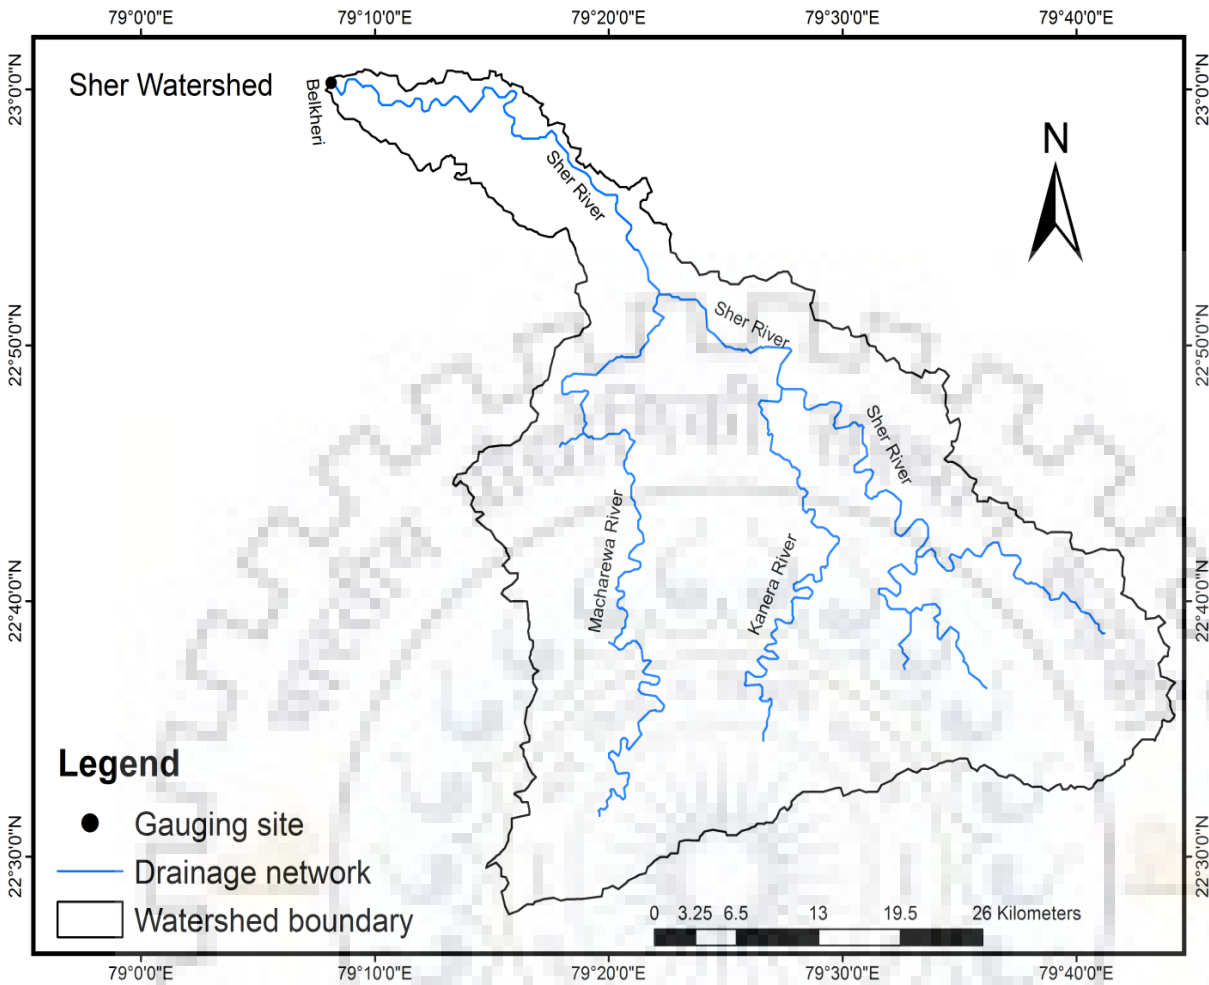 79°0'0"E 79°10'0"E 79°20'0"E 79°30'0"E 79°40'0"E
Sher Watershed
23°0'0"N
23°0'0"N
Belkheri
N
Sher River
Sher River
22°50'0"N
22°50'0"N
Sher River
Macharewa River
Kanera River
22°40'0"N
22°40'0"N
Legend
Gauging site
Drainage network
Watershed boundary
22°30'0"N
22°30'0"N
0 3.25 6.5 13 19.5 26 Kilometers
79°0'0"E 79°10'0"E 79°20'0"E 79°30'0"E 79°40'0"E